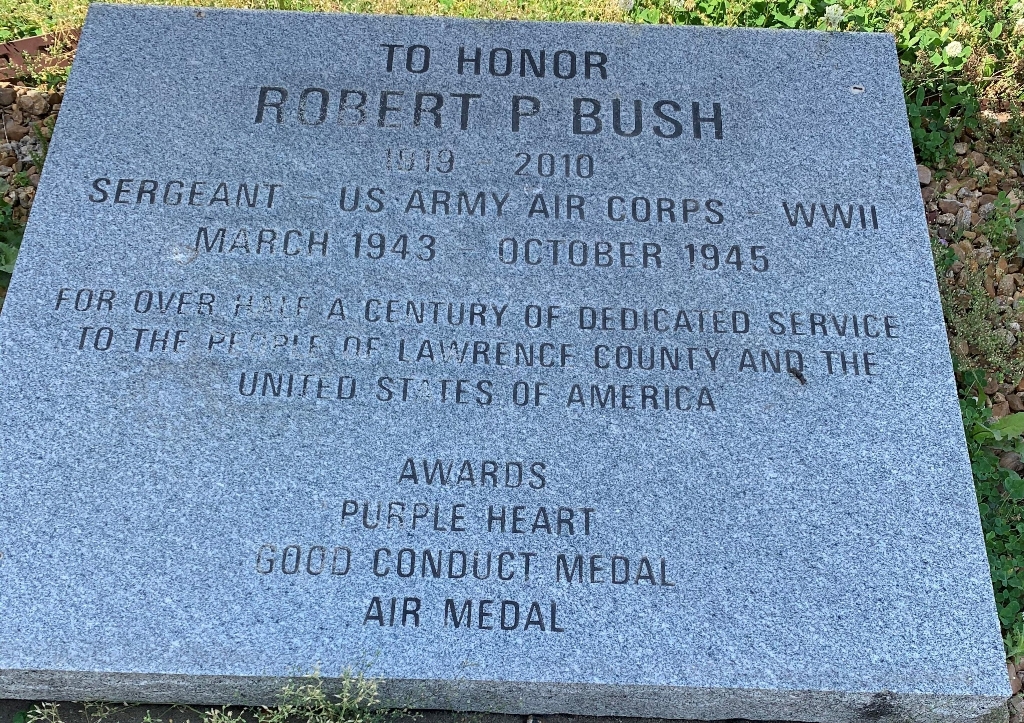 TO HONOR
ROBERT P BUSH
1919 2010
SERGEANT US ARMY AIR CORPS WWII
MARCH 1943 OCTOBER 1945
FOR OVER HALF A CENTURY OF DEDICATED SERVICE
TO THE PEOPLE OF LAWRENCE COUNTY AND THE
UNITED STATES OF AMERICA
AWARDS
PURPLE HEART
GOOD CONDUCT MEDAL
AIR MEDAL